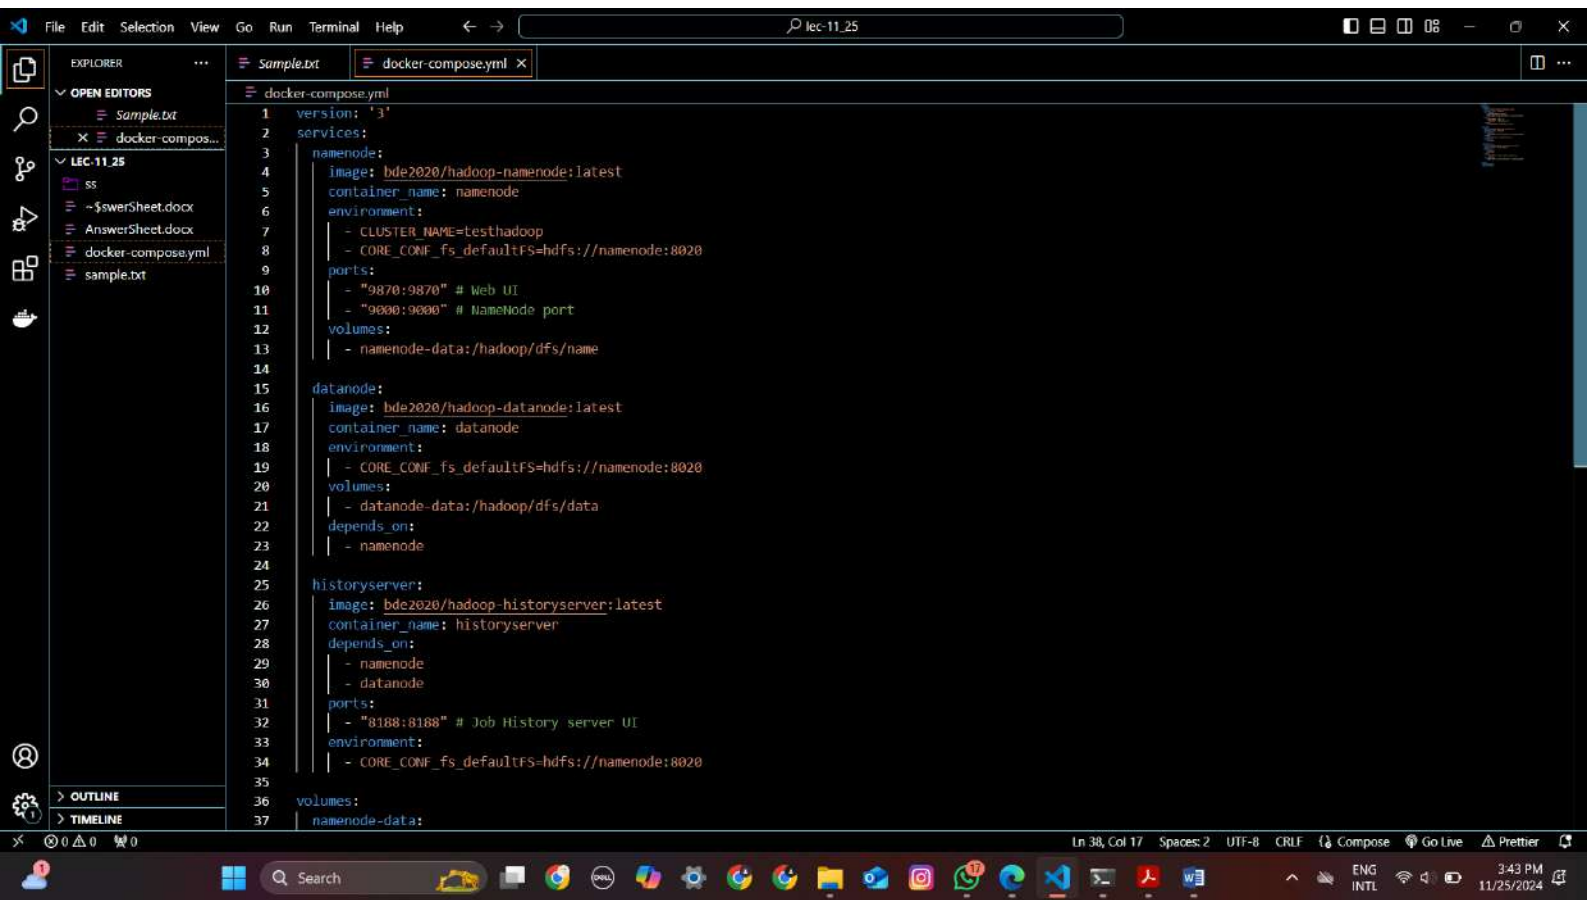 File Edit Selection View Go Run Terminal Help
lec-11_25
EXPLORER
Sample.txt
docker-compose.yml
OPEN EDITORS
Sample.txt
docker-compos...
LEC-11_25
ss
~$swerSheet.docx
AnswerSheet.docx
docker-compose.yml
sample.txt
OUTLINE
TIMELINE
docker-compose.yml
1 version: '3'
2 services:
3 namenode:
4 image: bde2020/hadoop-namenode:latest
5 container_name: namenode
6 environment:
7 - CLUSTER_NAME=testhadoop
8 - CORE_CONF_fs_defaultFS=hdfs://namenode:8020
9 ports:
10 - "9870:9870" # Web UI
11 - "9000:9000" # NameNode port
12 volumes:
13 - namenode-data:/hadoop/dfs/name
14
15 datanode:
16 image: bde2020/hadoop-datanode:latest
17 container_name: datanode
18 environment:
19 - CORE_CONF_fs_defaultFS=hdfs://namenode:8020
20 volumes:
21 - datanode-data:/hadoop/dfs/data
22 depends_on:
23 - namenode
24
25 historyserver:
26 image: bde2020/hadoop-historyserver:latest
27 container_name: historyserver
28 depends_on:
29 - namenode
30 - datanode
31 ports:
32 - "8188:8188" # Job History server UI
33 environment:
34 - CORE_CONF_fs_defaultFS=hdfs://namenode:8020
35
36 volumes:
37 namenode-data:
0 0 0
Ln 38, Col 17 Spaces: 2 UTF-8 CRLF Compose Go Live Prettier
1
Search
DELL
17
ENG
INTL
3:43 PM
11/25/2024